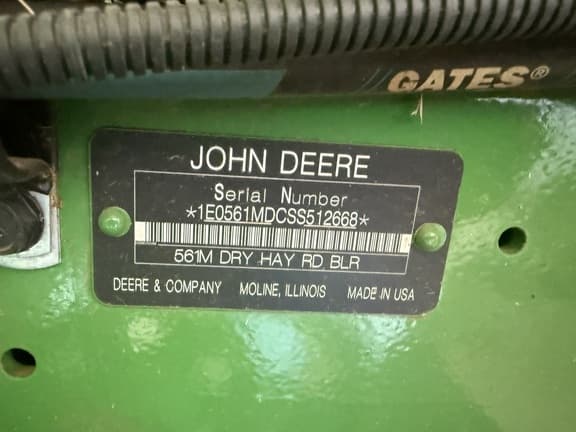 GATES®
JOHN DEERE
Serial Number
*1E0561MDCSS512668*
561M DRY HAY RD BLR
DEERE & COMPANY MOLINE, ILLINOIS MADE IN USA